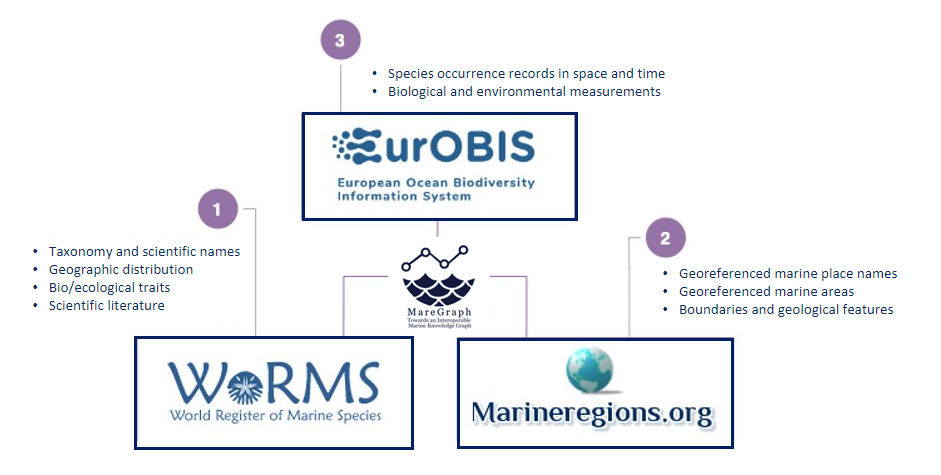 3
• Species occurrence records in space and time
• Biological and environmental measurements
EurOBIS
European Ocean Biodiversity
Information System
1
• Taxonomy and scientific names
• Geographic distribution
• Bio/ecological traits
• Scientific literature
2
• Georeferenced marine place names
• Georeferenced marine areas
• Boundaries and geological features
MareGraph
Towards an Interoperable
Marine Knowledge Graph
WoRMS
World Register of Marine Species
Marineregions.org